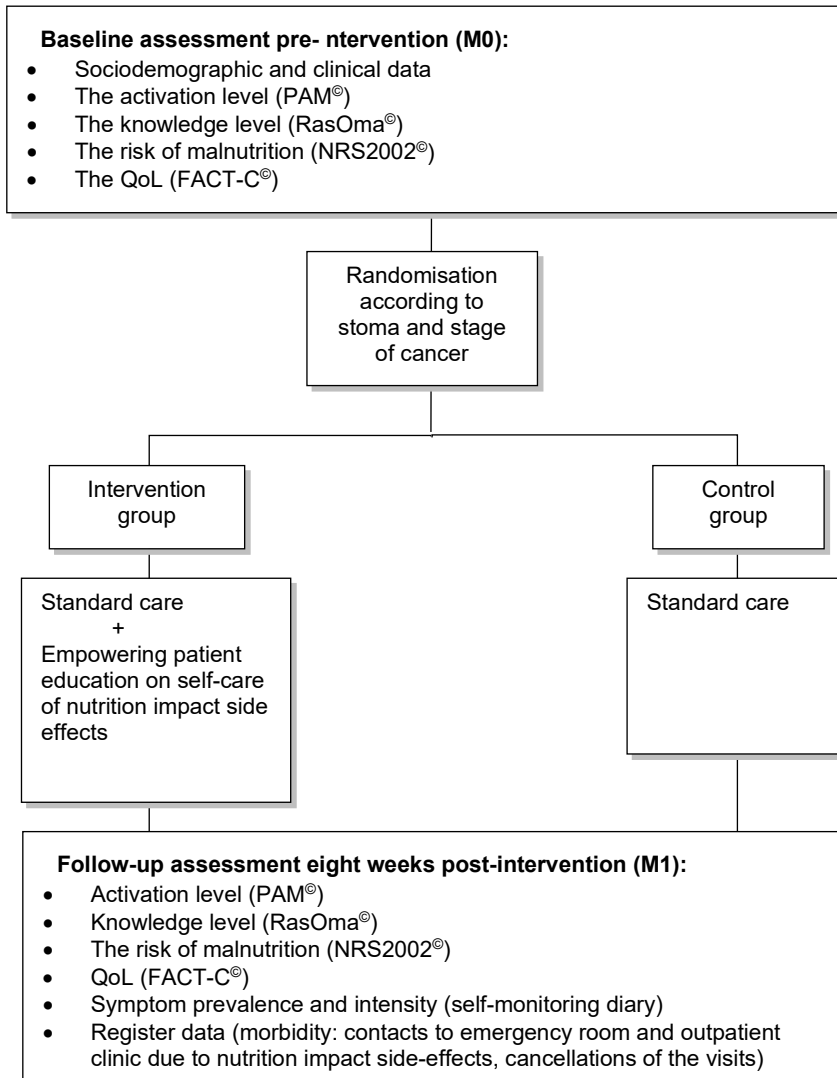 Baseline assessment pre- ntervention (M0):
• Sociodemographic and clinical data
• The activation level (PAM©)
• The knowledge level (RasOma©)
• The risk of malnutrition (NRS2002©)
• The QoL (FACT-C©)
Randomisation
according to
stoma and stage
of cancer
Intervention
group
Control
group
Standard care
+
Empowering patient
education on self-care
of nutrition impact side
effects
Standard care
Follow-up assessment eight weeks post-intervention (M1):
• Activation level (PAM©)
• Knowledge level (RasOma©)
• The risk of malnutrition (NRS2002©)
• QoL (FACT-C©)
• Symptom prevalence and intensity (self-monitoring diary)
• Register data (morbidity: contacts to emergency room and outpatient
clinic due to nutrition impact side-effects, cancellations of the visits)